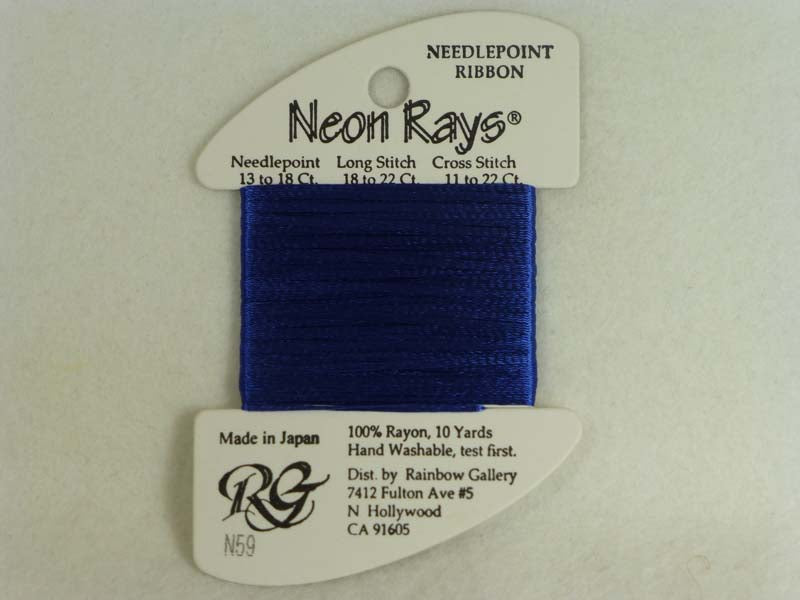 NEEDLEPOINT
RIBBON
Neon Rays®
Needlepoint Long Stitch Cross Stitch
13 to 18 Ct. 18 to 22 Ct. 11 to 22 Ct.
Made in Japan
RG
N59
100% Rayon, 10 Yards
Hand Washable, test first.
Dist. by Rainbow Gallery
7412 Fulton Ave #5
N Hollywood
CA 91605